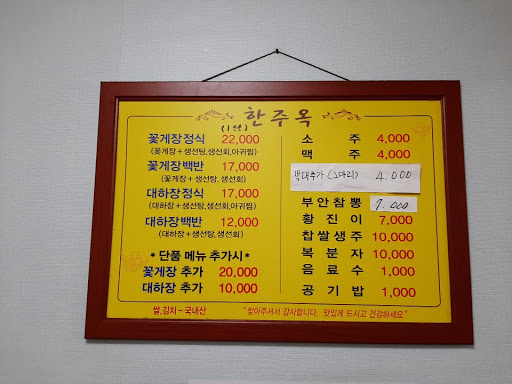 한주옥
(1인)
꽃게장정식 22,000
(꽃게장+생선탕,생선회,아귀찜)
꽃게장백반 17,000
(꽃게장+생선탕, 생선회)
대하장정식 17,000
(대하장+생선탕,생선회,아귀찜)
대하장백반 12,000
(대하장+생선탕, 생선회)
* 단품 메뉴 추가시 *
꽃게장 추가 20,000
대하장 추가 10,000
소주 4,000
맥주 4,000
박대추가 (1마리) 4.000
부안참뽕 7.000
황진이 7,000
찹쌀생주 10,000
복분자 10,000
음료수 1,000
공기밥 1,000
쌀,김치-국내산
"찾아주셔서 감사합니다. 맛있게 드시고 건강하세요"